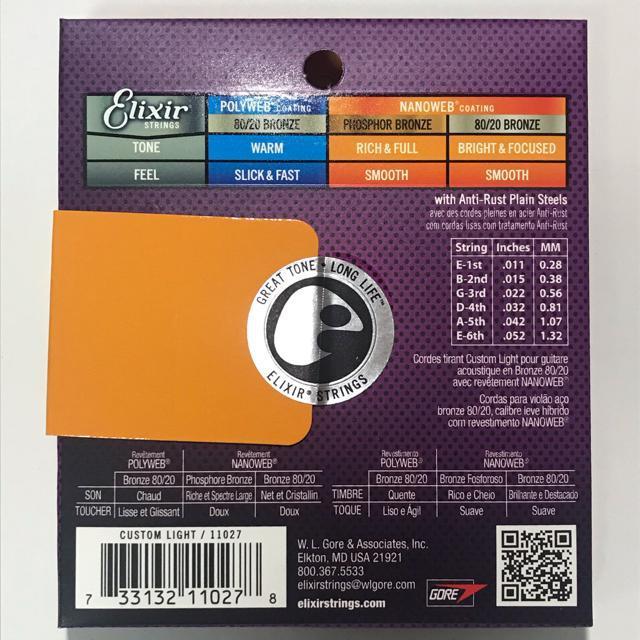 Elixir®
STRINGS
POLYWEB® COATING
NANOWEB® COATING
80/20 BRONZE PHOSPHOR BRONZE 80/20 BRONZE
TONE WARM RICH & FULL BRIGHT & FOCUSED
FEEL SLICK & FAST SMOOTH SMOOTH
with Anti-Rust Plain Steels
avec des cordes pleines en acier Anti-Rust
com cordas lisas com tratamento Anti-Rust
String Inches MM
E-1st .011 0.28
B-2nd .015 0.38
G-3rd .022 0.56
D-4th .032 0.81
A-5th .042 1.07
E-6th .052 1.32
GREAT TONE • LONG LIFE™
ELIXIR® STRINGS
Cordes tirant Custom Light pour guitare
acoustique en Bronze 80/20
avec revêtement NANOWEB®
Cordas para violão aço
bronze 80/20, calibre leve híbrido
com revestimento NANOWEB®
Revêtement Revêtement
POLYWEB® NANOWEB®
Bronze 80/20 Phosphore Bronze Bronze 80/20
SON Chaud Riche et Spectre Large Net et Cristallin
TOUCHER Lisse et Glissant Doux Doux
Revestimento Revestimento
POLYWEB® NANOWEB®
Bronze 80/20 Bronze Fosforoso Bronze 80/20
TIMBRE Quente Rico e Cheio Brilhante e Destacado
TOQUE Liso e Ágil Suave Suave
CUSTOM LIGHT / 11027
7 33132 11027 8
W. L. Gore & Associates, Inc.
Elkton, MD USA 21921
800.367.5533
elixirstrings@wlgore.com
elixirstrings.com
GORE